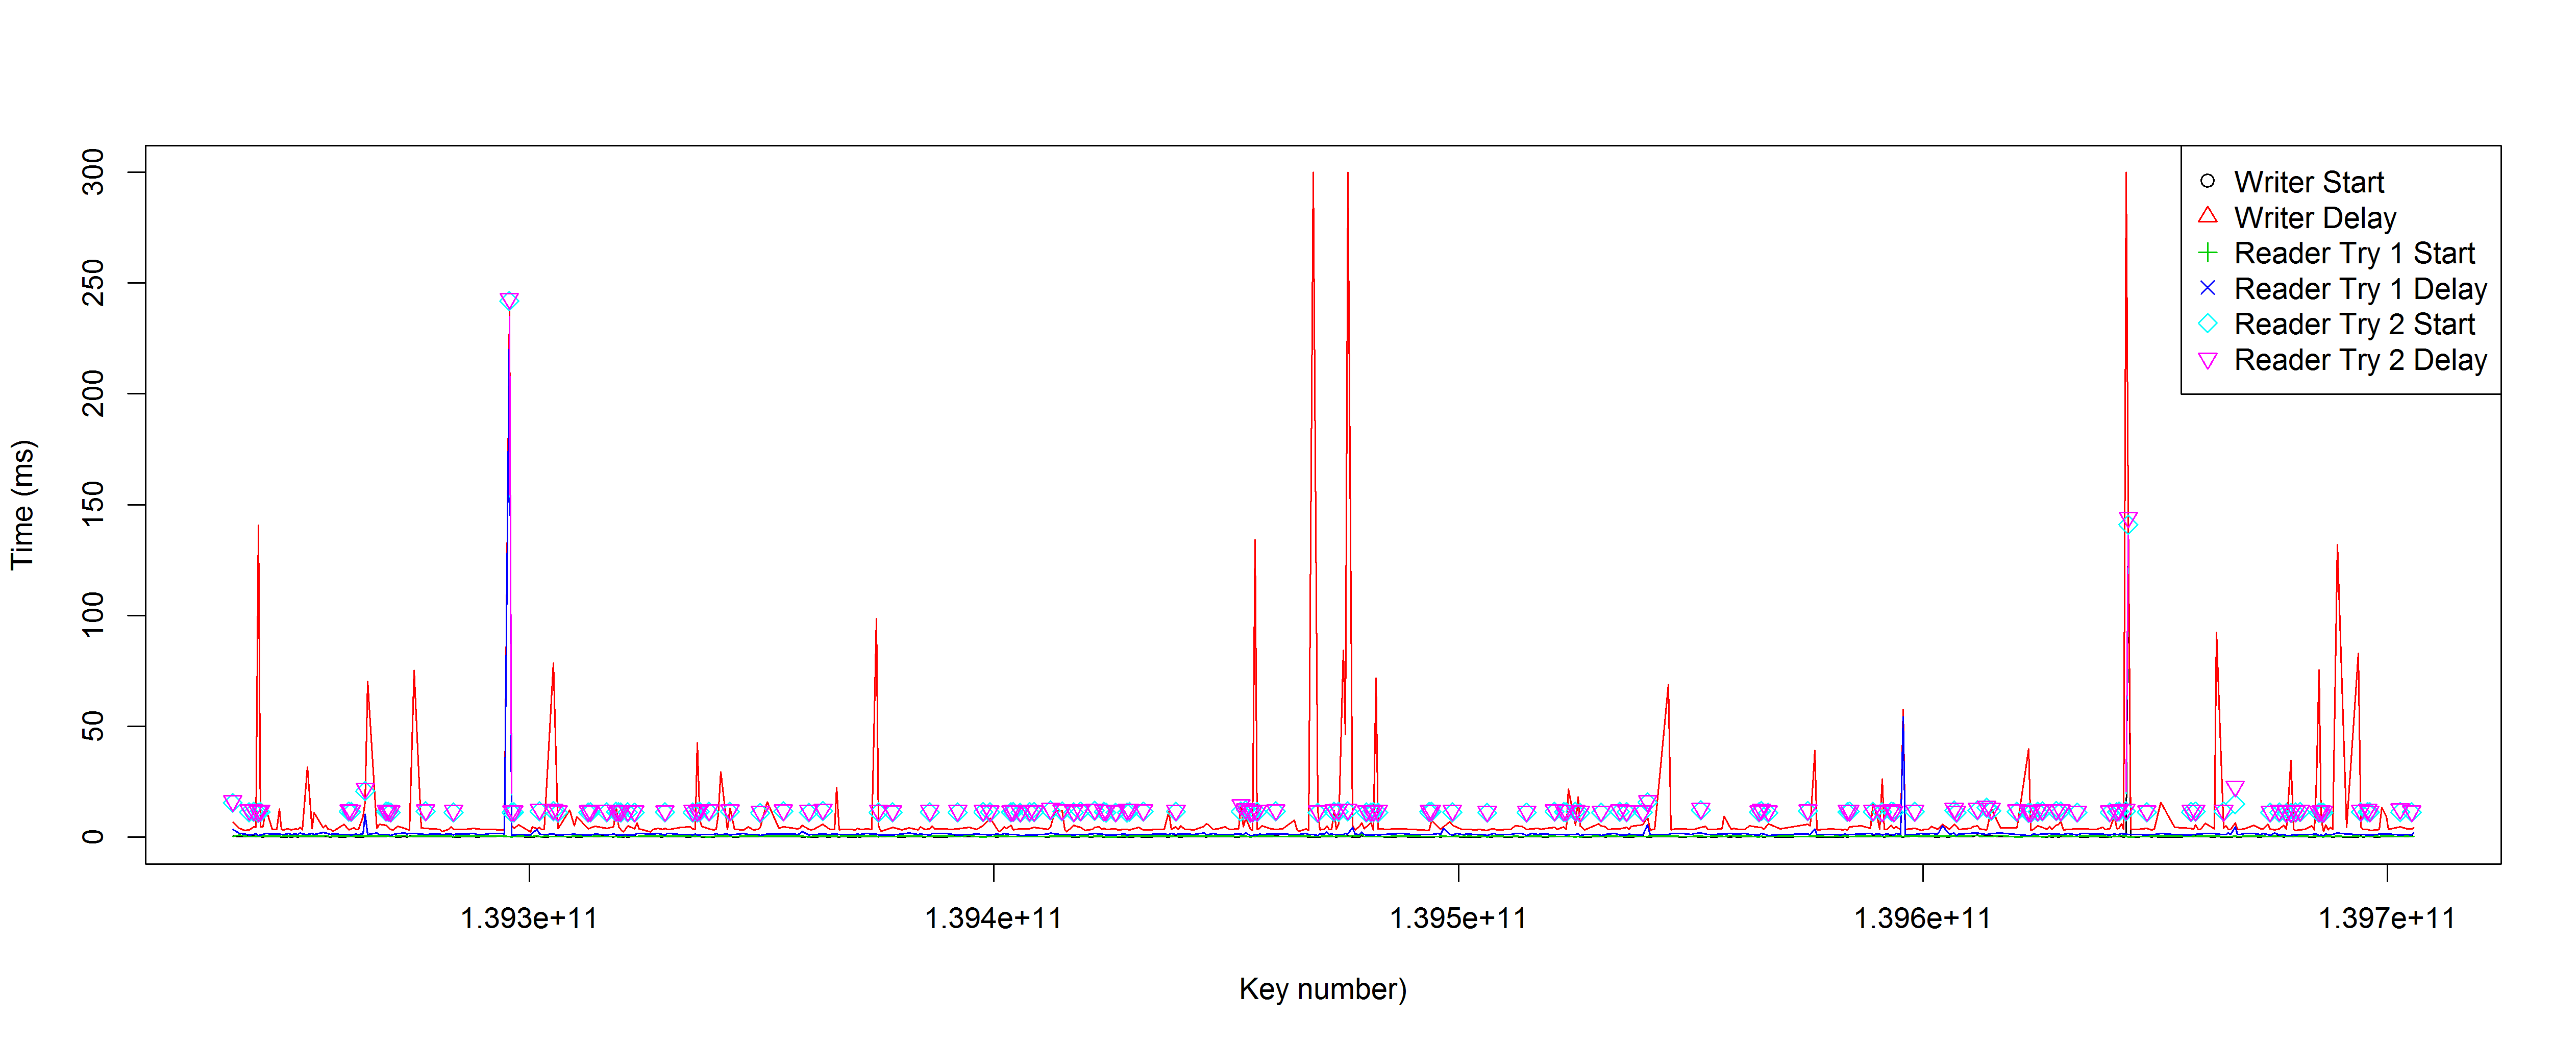 Time (ms)
300
250
200
150
100
50
0
Writer Start
Writer Delay
Reader Try 1 Start
Reader Try 1 Delay
Reader Try 2 Start
Reader Try 2 Delay
1.393e+11 1.394e+11 1.395e+11 1.396e+11 1.397e+11
Key number)